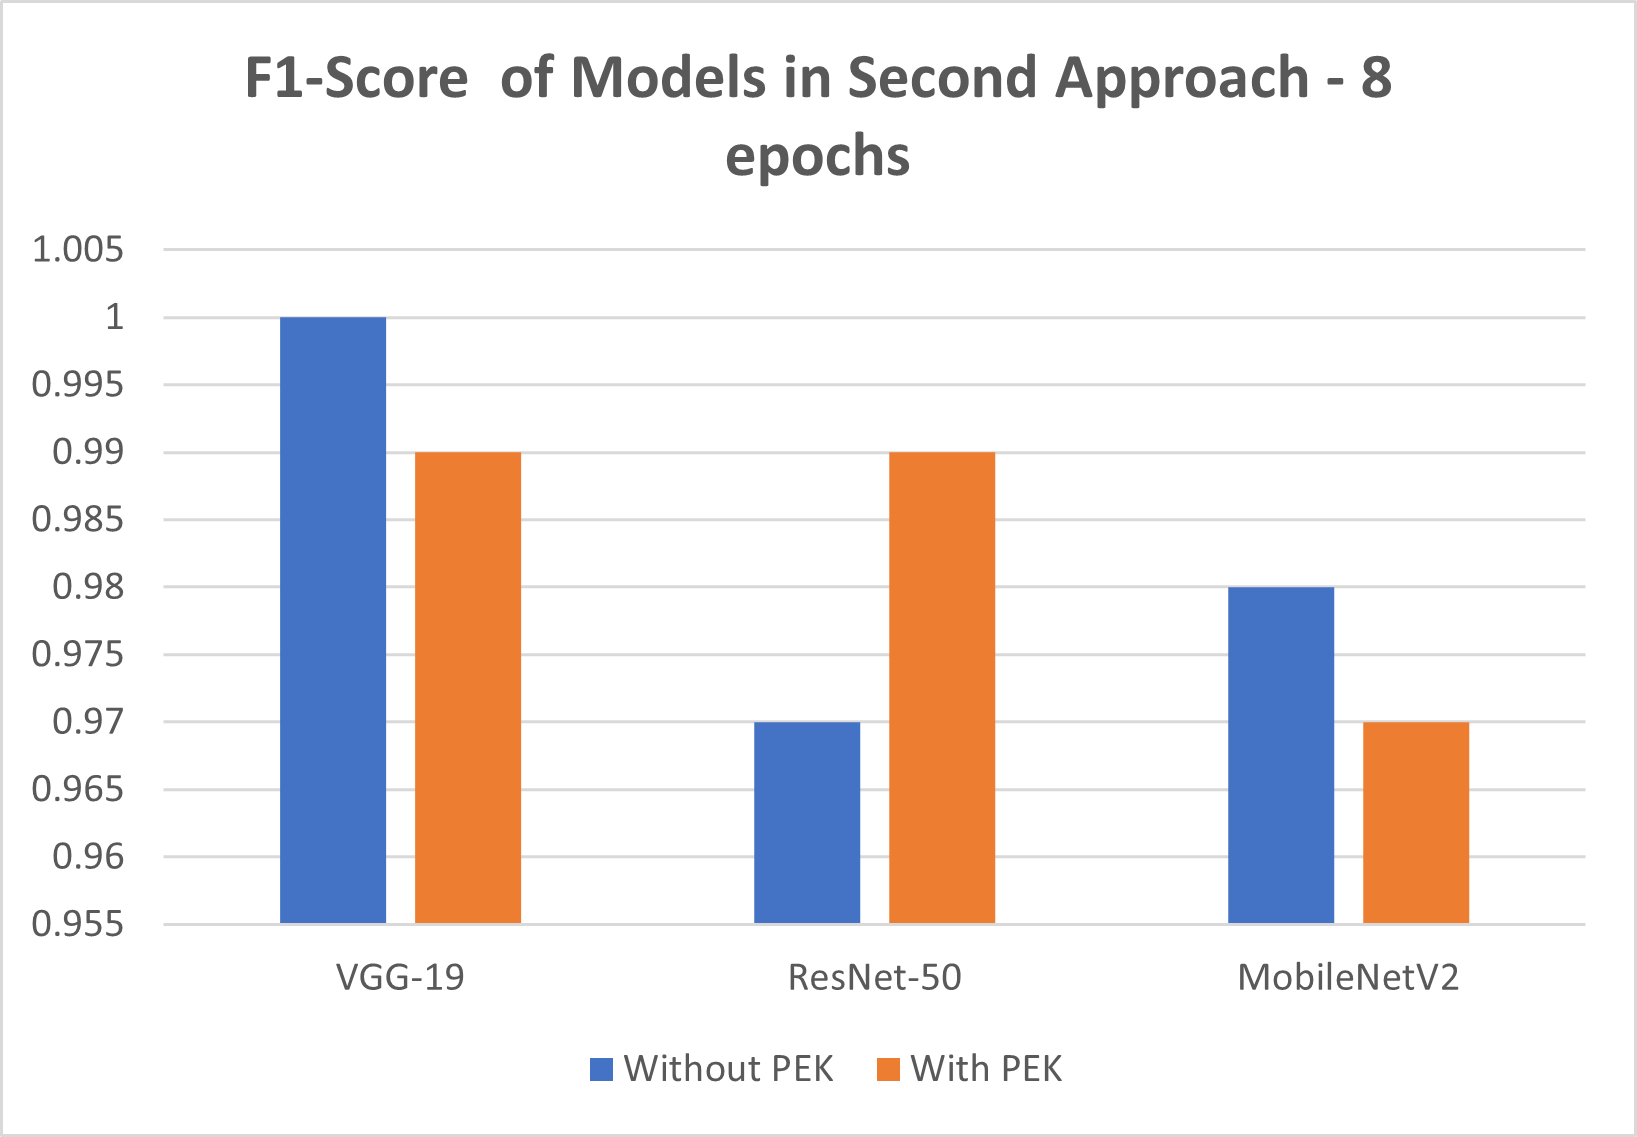 F1-Score  of Models in Second Approach - 8
epochs
1.005
1
0.995
0.99
0.985
0.98
0.975
0.97
0.965
0.96
0.955
VGG-19 ResNet-50 MobileNetV2
Without PEK With PEK